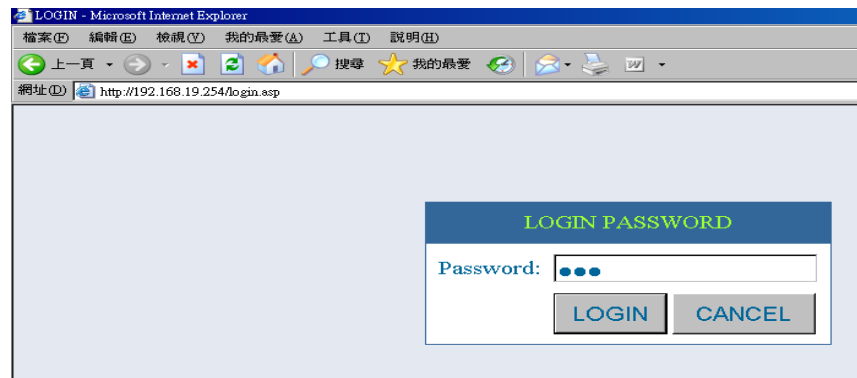 LOGIN - Microsoft Internet Explorer
檔案(F) 編輯(E) 檢視(V) 我的最愛(A) 工具(T) 說明(H)
上一頁 搜尋 我的最愛
網址(D) http://192.168.19.254/login.asp
LOGIN PASSWORD
Password: ●●●
LOGIN CANCEL